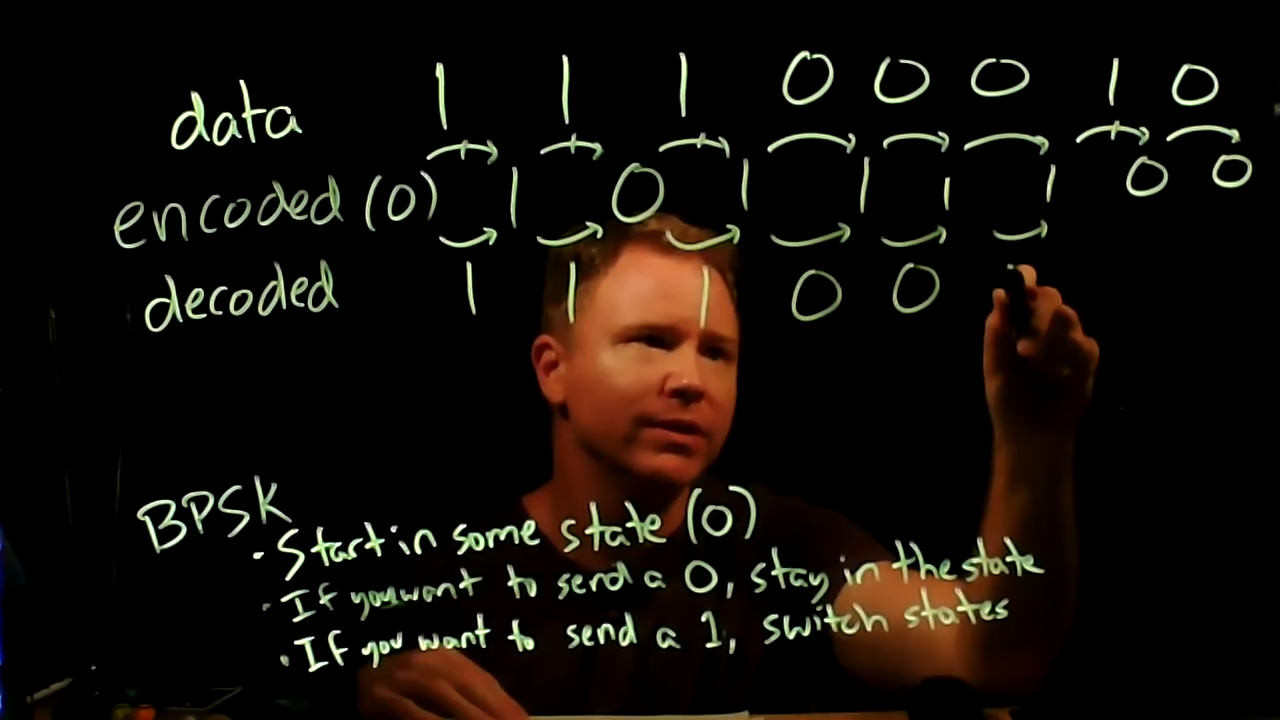 data 1 1 1 0 0 0 1 0
encoded (0) 1 0 1 1 1 1 0 0
decoded 1 1 1 0 0
BPSK
• Start in some state (0)
• If you want to send a 0, stay in the state
• If you want to send a 1, switch states